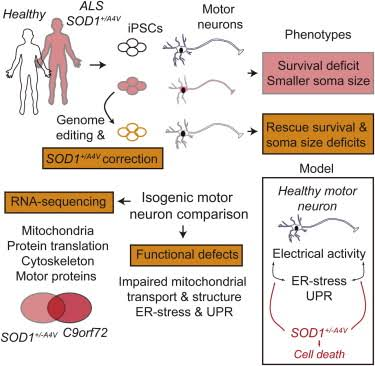 Healthy
ALS
SOD1+/A4V
iPSCs
Motor
neurons
Phenotypes
Survival deficit
Smaller soma size
Genome
editing &
SOD1+/A4V correction
Rescue survival &
soma size deficits
RNA-sequencing
Isogenic motor
neuron comparison
Mitochondria
Protein translation
Cytoskeleton
Motor proteins
Functional defects
Impaired mitochondrial
transport & structure
ER-stress & UPR
SOD1+/-A4V
C9orf72
Model
Healthy motor
neuron
Electrical activity
ER-stress
UPR
SOD1+/-A4V
Cell death